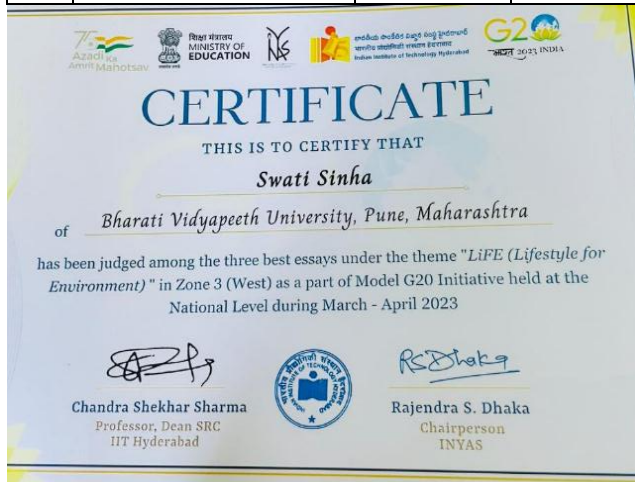 75
Azadi Ka
Amrit Mahotsav
शिक्षा मंत्रालय
MINISTRY OF
EDUCATION
भारतीय प्रौद्योगिकी संस्थान हैदराबाद
Indian Institute of Technology Hyderabad
G20
भारत 2023 INDIA
CERTIFICATE
THIS IS TO CERTIFY THAT
Swati Sinha
of Bharati Vidyapeeth University, Pune, Maharashtra
has been judged among the three best essays under the theme "LiFE (Lifestyle for
Environment) " in Zone 3 (West) as a part of Model G20 Initiative held at the
National Level during March - April 2023
RSDhaka
Chandra Shekhar Sharma
Professor, Dean SRC
IIT Hyderabad
Rajendra S. Dhaka
Chairperson
INYAS